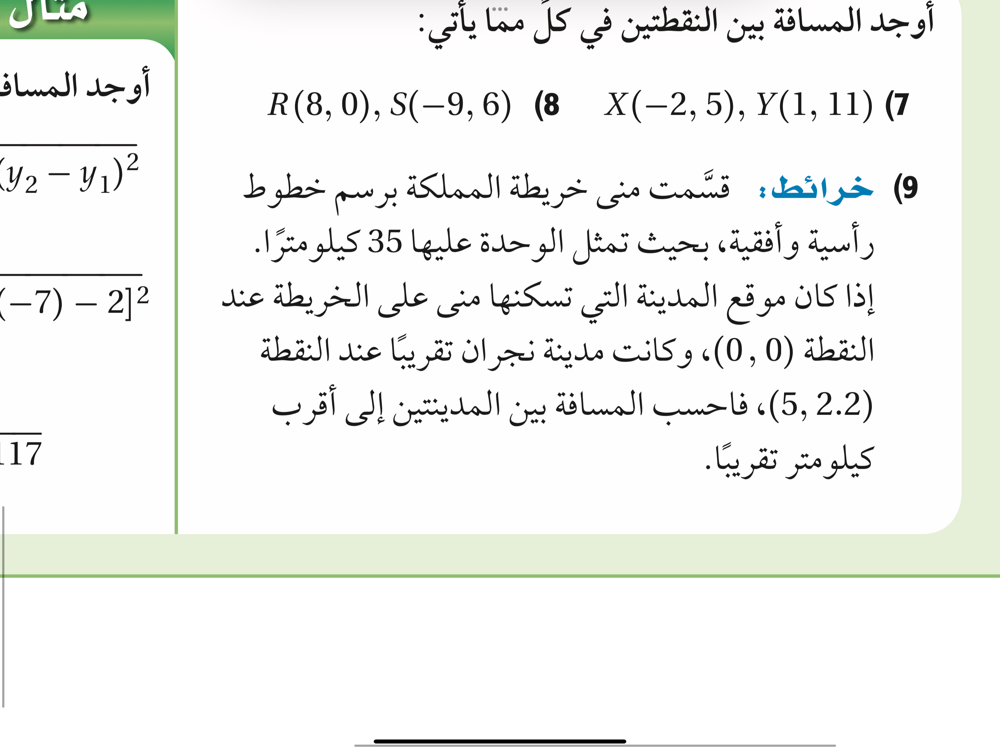 أوجد المسافة بين النقطتين في كلٍّ ممّا يأتي:
7) X(−2, 5), Y(1, 11)
8) R(8, 0), S(−9, 6)
9) خرائط: قسَّمت منى خريطة المملكة برسم خطوط
رأسية وأفقية، بحيث تمثل الوحدة عليها 35 كيلومترًا.
إذا كان موقع المدينة التي تسكنها منى على الخريطة عند
النقطة (0 , 0)، وكانت مدينة نجران تقريبًا عند النقطة
(5, 2.2)، فاحسب المسافة بين المدينتين إلى أقرب
كيلومتر تقريبًا.
مثال
أوجد المساف
(y₂ − y₁)²
(−7) − 2]²
117